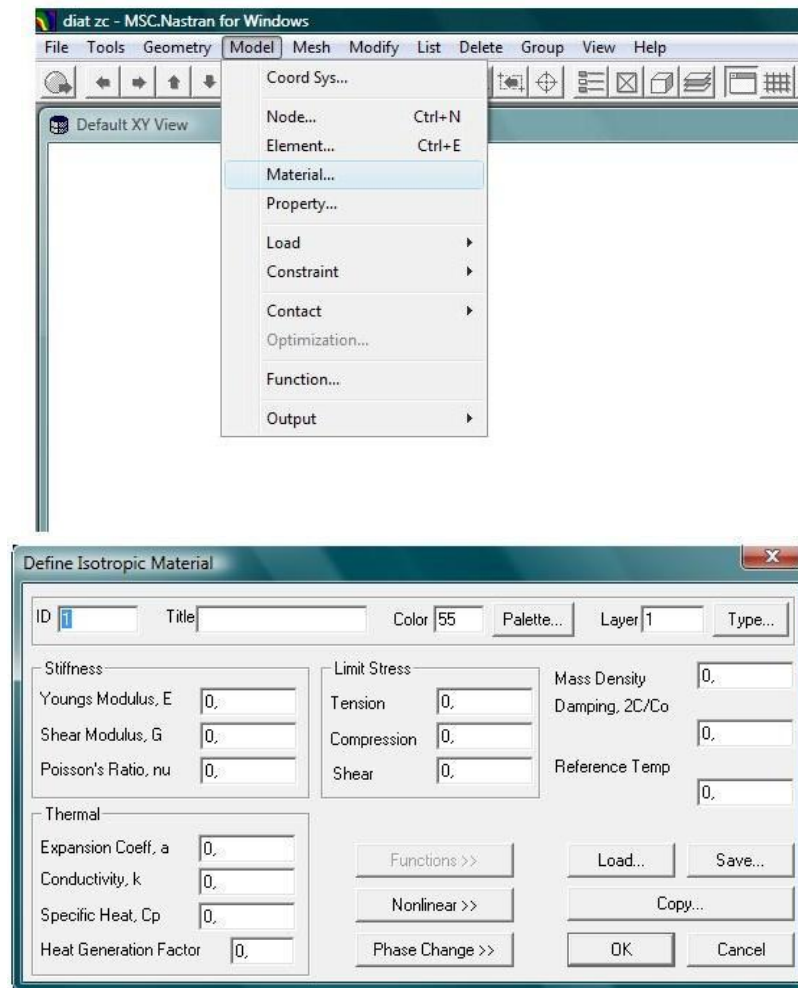 diat zc - MSC.Nastran for Windows
File Tools Geometry Model Mesh Modify List Delete Group View Help
Default XY View
Coord Sys...
Node... Ctrl+N
Element... Ctrl+E
Material...
Property...
Load
Constraint
Contact
Optimization...
Function...
Output
Define Isotropic Material
ID 1 Title Color 55 Palette... Layer 1 Type...
Stiffness
Youngs Modulus, E 0,
Shear Modulus, G 0,
Poisson's Ratio, nu 0,
Limit Stress
Tension 0,
Compression 0,
Shear 0,
Mass Density 0,
Damping, 2C/Co 0,
Reference Temp 0,
Thermal
Expansion Coeff, a 0,
Conductivity, k 0,
Specific Heat, Cp 0,
Heat Generation Factor 0,
Functions >>
Nonlinear >>
Phase Change >>
Load... Save...
Copy...
OK Cancel